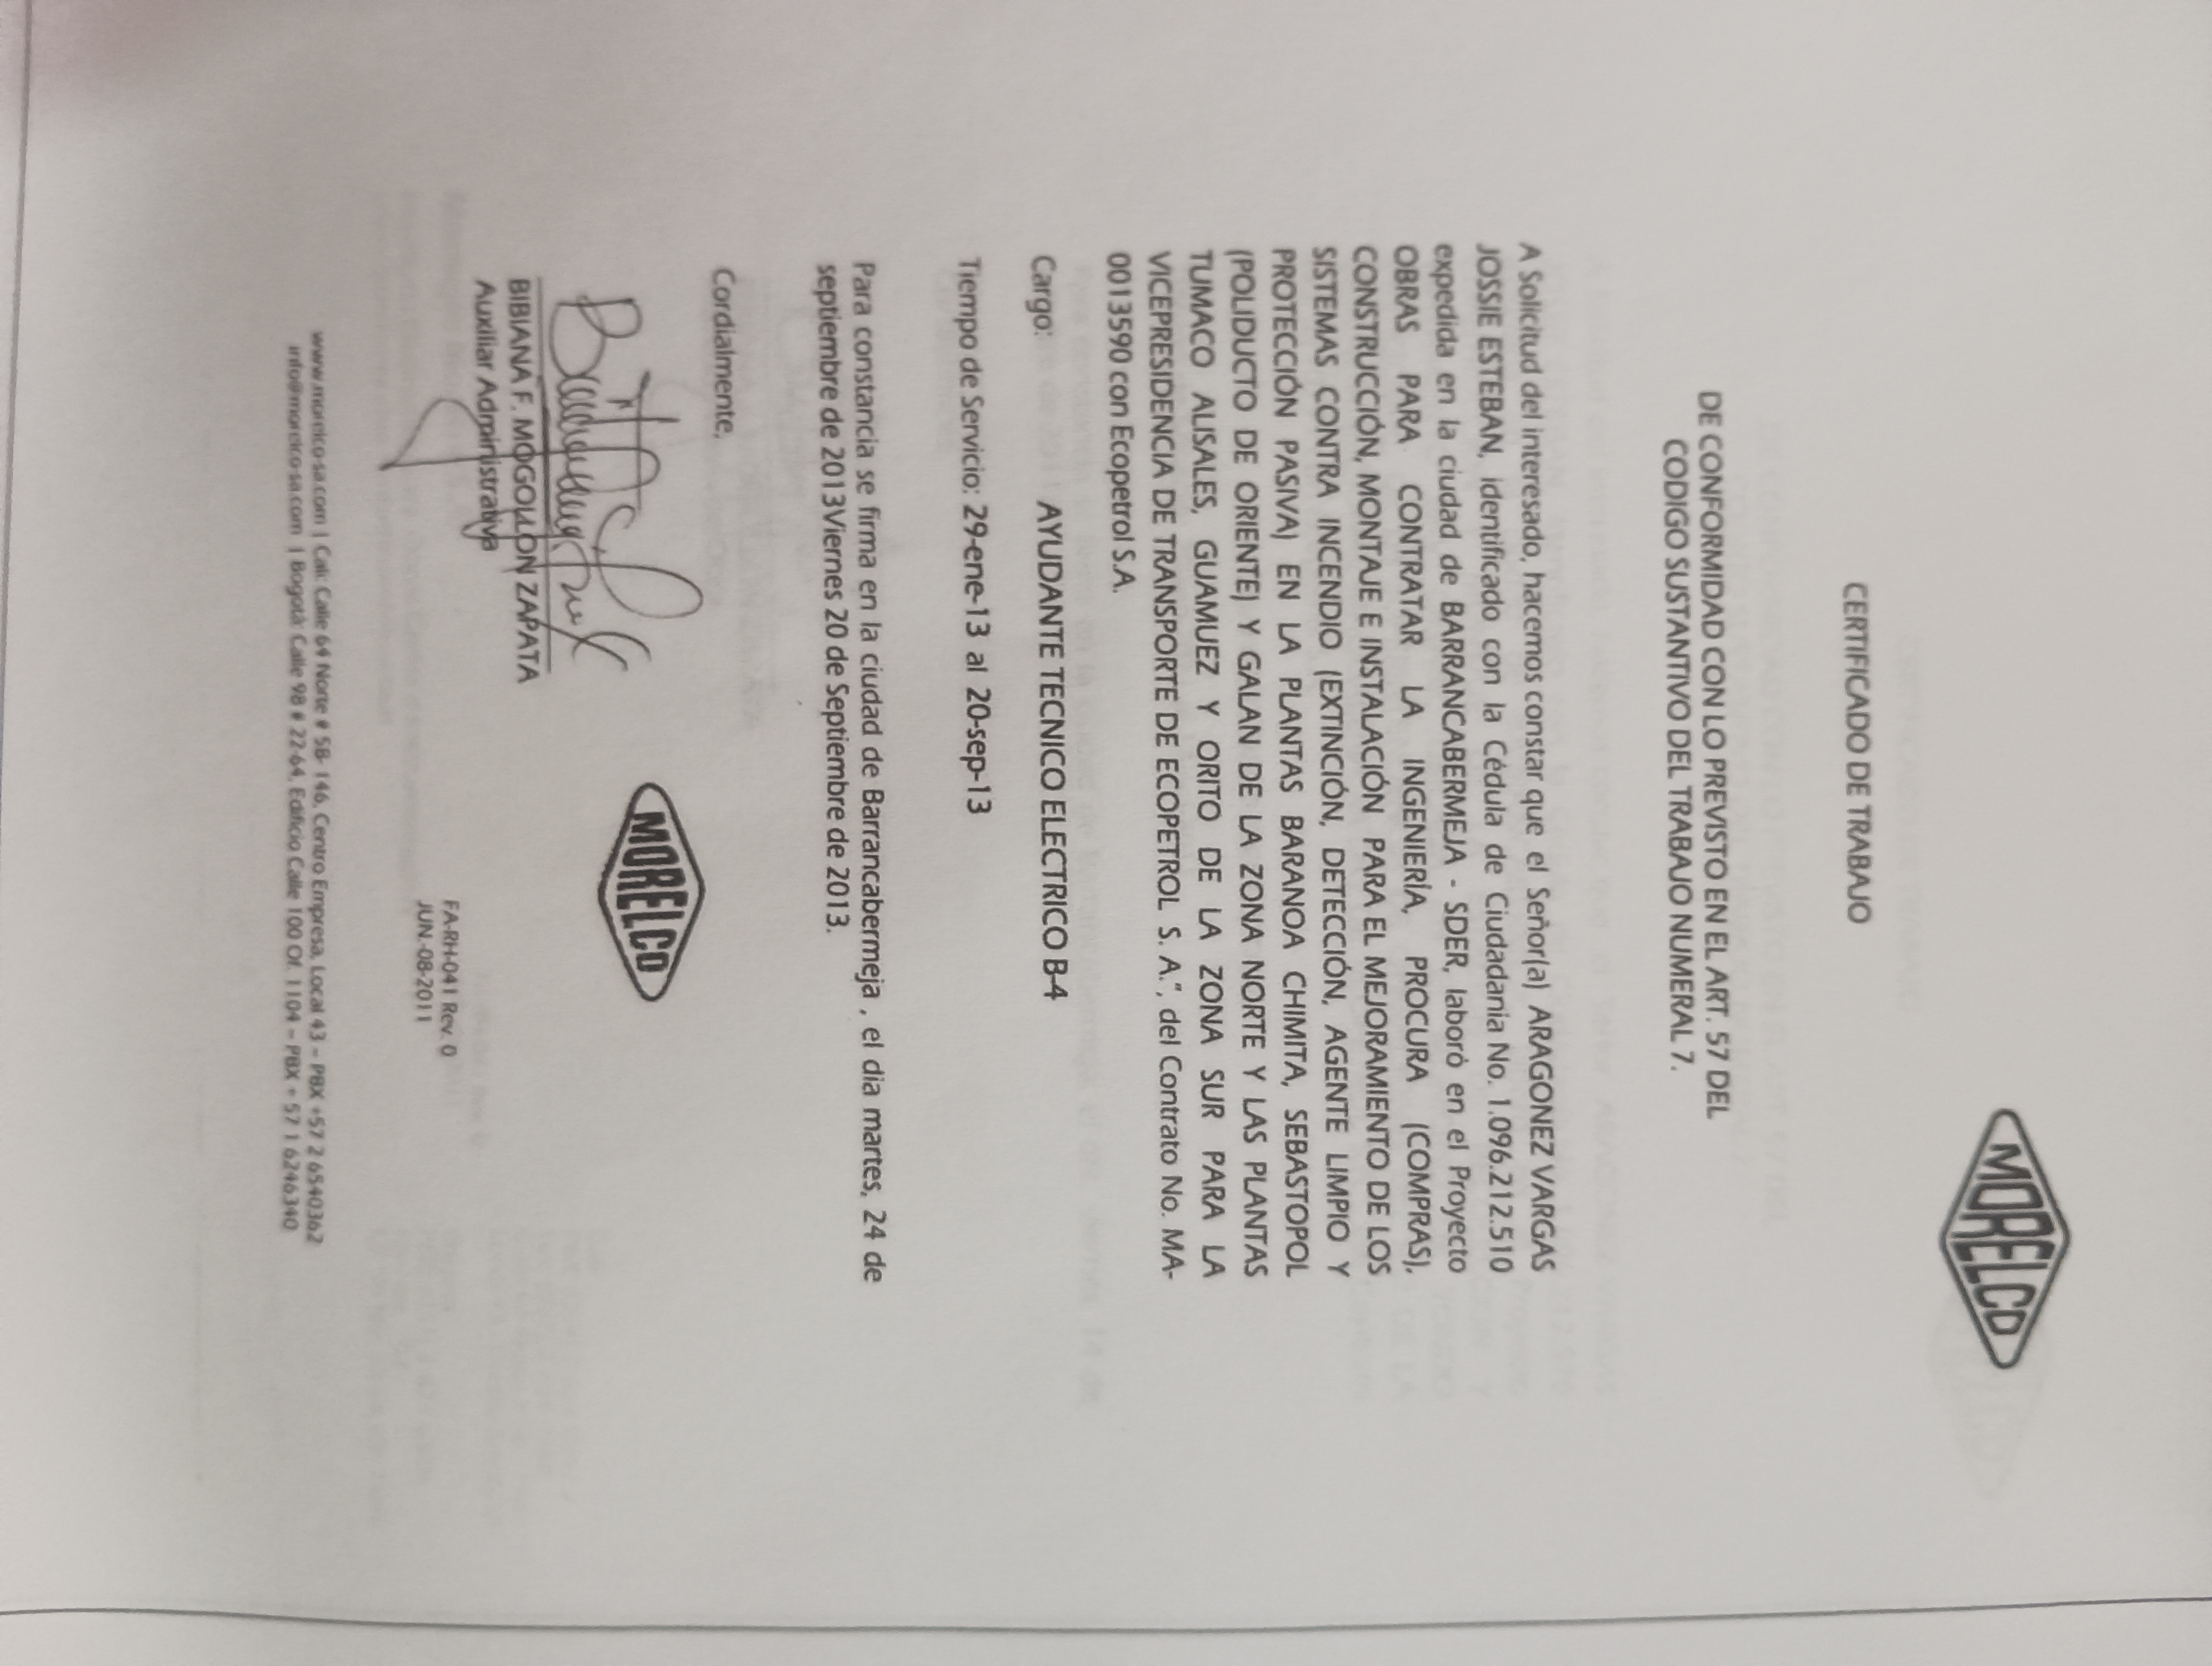 MORELCO
CERTIFICADO DE TRABAJO
DE CONFORMIDAD CON LO PREVISTO EN EL ART. 57 DEL
CODIGO SUSTANTIVO DEL TRABAJO NUMERAL 7.
A Solicitud del interesado, hacemos constar que el Señor(a) ARAGONEZ VARGAS
JOSSIE ESTEBAN, identificado con la Cédula de Ciudadania No. 1.096.212.510
expedida en la ciudad de BARRANCABERMEJA - SDER, laboró en el Proyecto
OBRAS PARA CONTRATAR LA INGENIERÍA, PROCURA (COMPRAS),
CONSTRUCCIÓN, MONTAJE E INSTALACIÓN PARA EL MEJORAMIENTO DE LOS
SISTEMAS CONTRA INCENDIO (EXTINCIÓN, DETECCIÓN, AGENTE LIMPIO Y
PROTECCIÓN PASIVA) EN LA PLANTAS BARANOA CHIMITA, SEBASTOPOL
(POLIDUCTO DE ORIENTE) Y GALAN DE LA ZONA NORTE Y LAS PLANTAS
TUMACO ALISALES, GUAMUEZ Y ORITO DE LA ZONA SUR PARA LA
VICEPRESIDENCIA DE TRANSPORTE DE ECOPETROL S. A.", del Contrato No. MA-
0013590 con Ecopetrol S.A.
Cargo: AYUDANTE TECNICO ELECTRICO B-4
Tiempo de Servicio: 29-ene-13 al 20-sep-13
Para constancia se firma en la ciudad de Barrancabermeja , el dia martes, 24 de
septiembre de 2013Viernes 20 de Septiembre de 2013.
Cordialmente,
MORELCO
BIBIANA F. MOGOLLON ZAPATA
Auxiliar Administrativa
FA-RH-041 Rev. 0
JUN.-08-2011
www.morelco-sa.com | Cali: Calle 64 Norte # 5B- 146, Centro Empresa, Local 43 – PBX +57 2 6540362
info@morelco-sa.com | Bogotá: Calle 98 # 22-64, Edificio Calle 100 Of. 1104 – PBX + 57 1 6246340